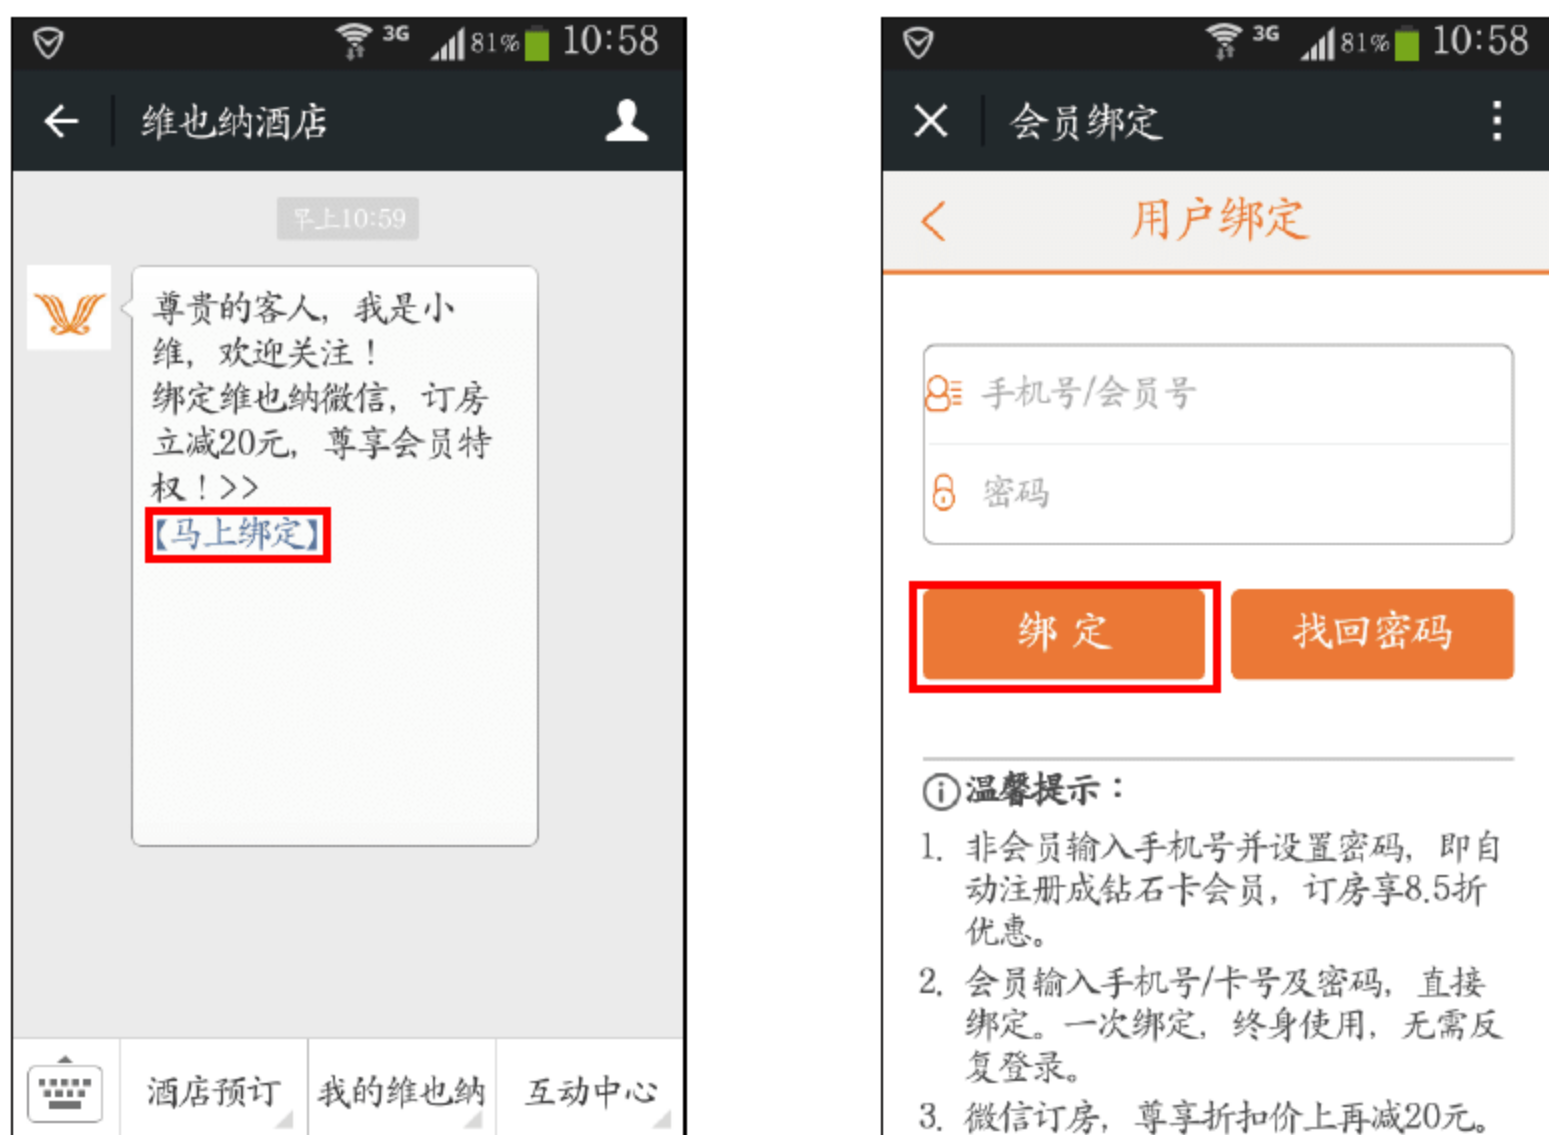 3G 81% 10:58
维也纳酒店
早上10:59
尊贵的客人，我是小
维，欢迎关注！
绑定维也纳微信，订房
立减20元，尊享会员特
权！>>
【马上绑定】
酒店预订 我的维也纳 互动中心
3G 81% 10:58
会员绑定
用户绑定
手机号/会员号
密码
绑 定 找回密码
温馨提示：
1. 非会员输入手机号并设置密码，即自
动注册成钻石卡会员，订房享8.5折
优惠。
2. 会员输入手机号/卡号及密码，直接
绑定。一次绑定，终身使用，无需反
复登录。
3. 微信订房，尊享折扣价上再减20元。